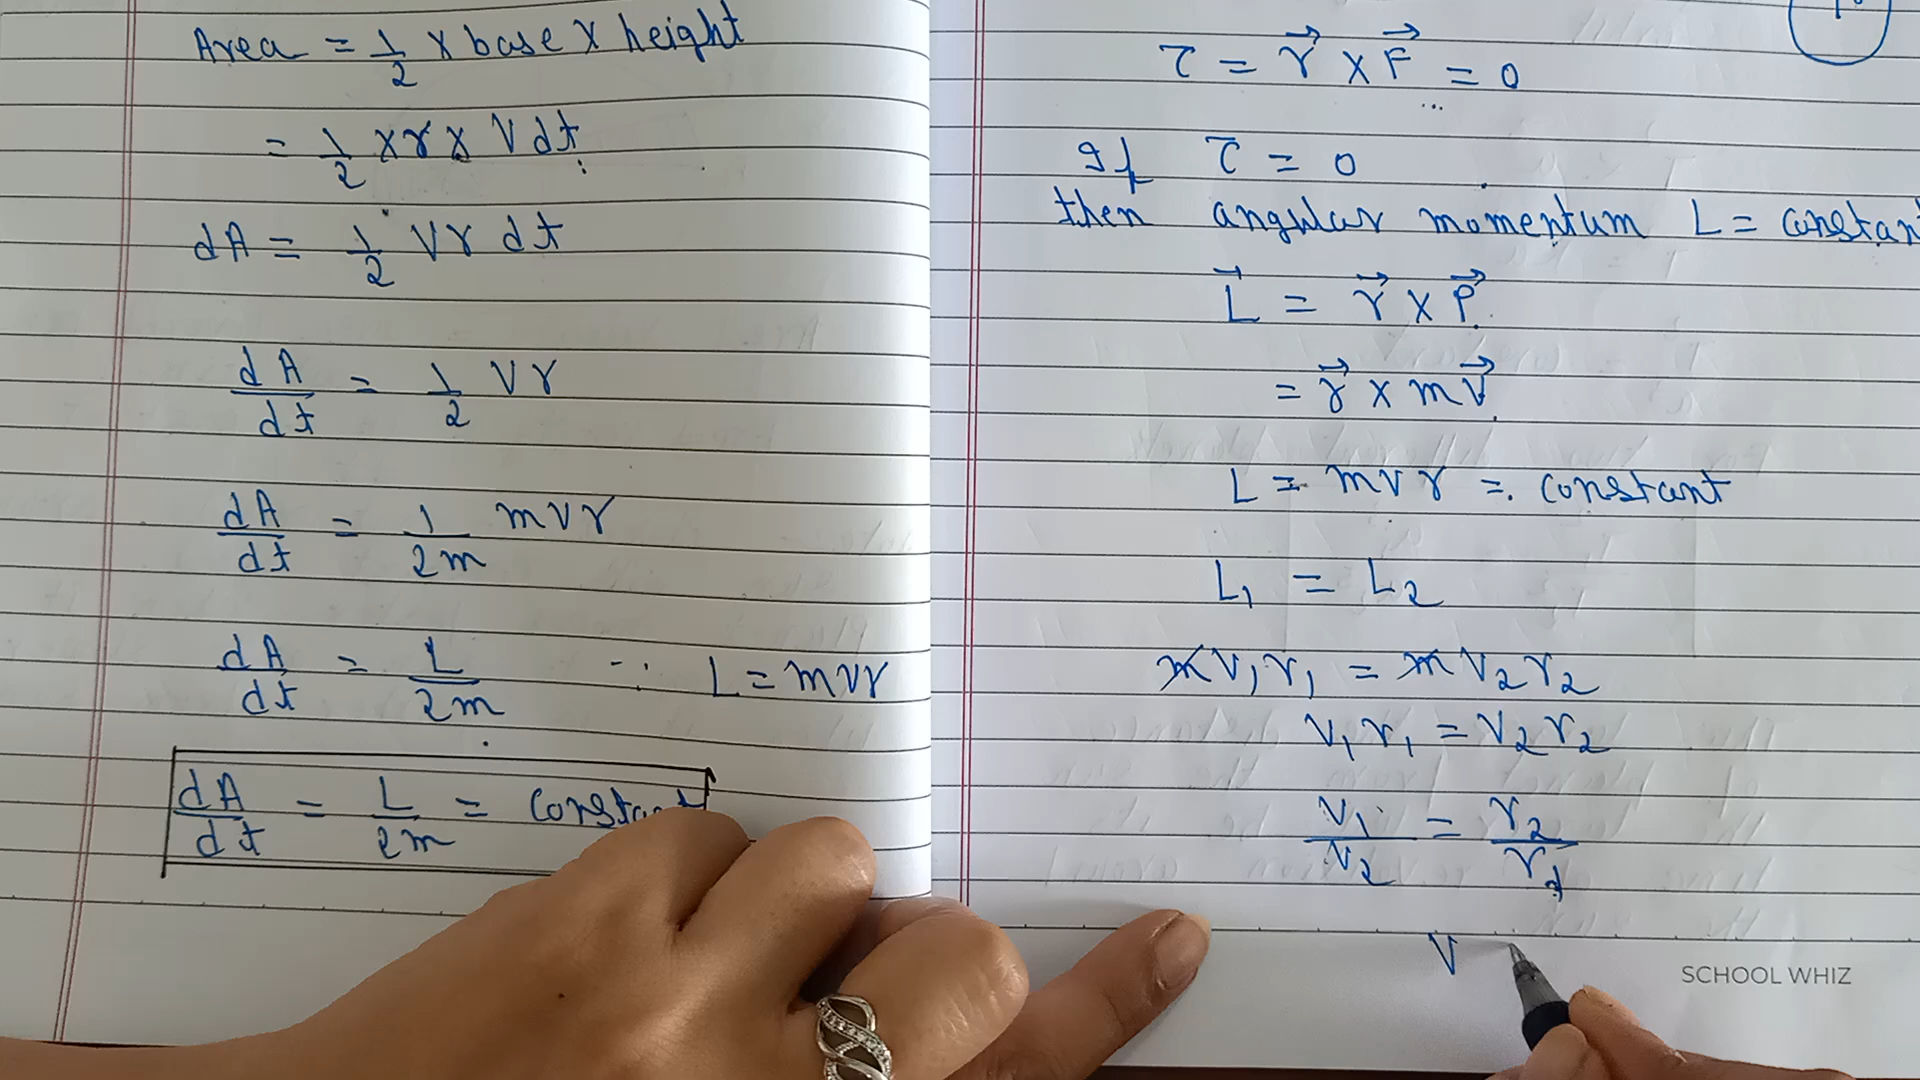 Area = 1/2 x base x height
= 1/2 x r x Vdt
dA = 1/2 Vr dt
dA/dt = 1/2 Vr
dA/dt = 1/2m mvr
dA/dt = L/2m ∵ L = mvr
dA/dt = L/2m = constant
τ = r⃗ x F⃗ = 0
If τ = 0
then angular momentum L = constan
L⃗ = r⃗ x P⃗
= r⃗ x mV⃗
L = mvr = constant
L₁ = L₂
mV₁r₁ = mV₂r₂
V₁r₁ = V₂r₂
V₁/V₂ = r₂/r₁
V
SCHOOL WHIZ